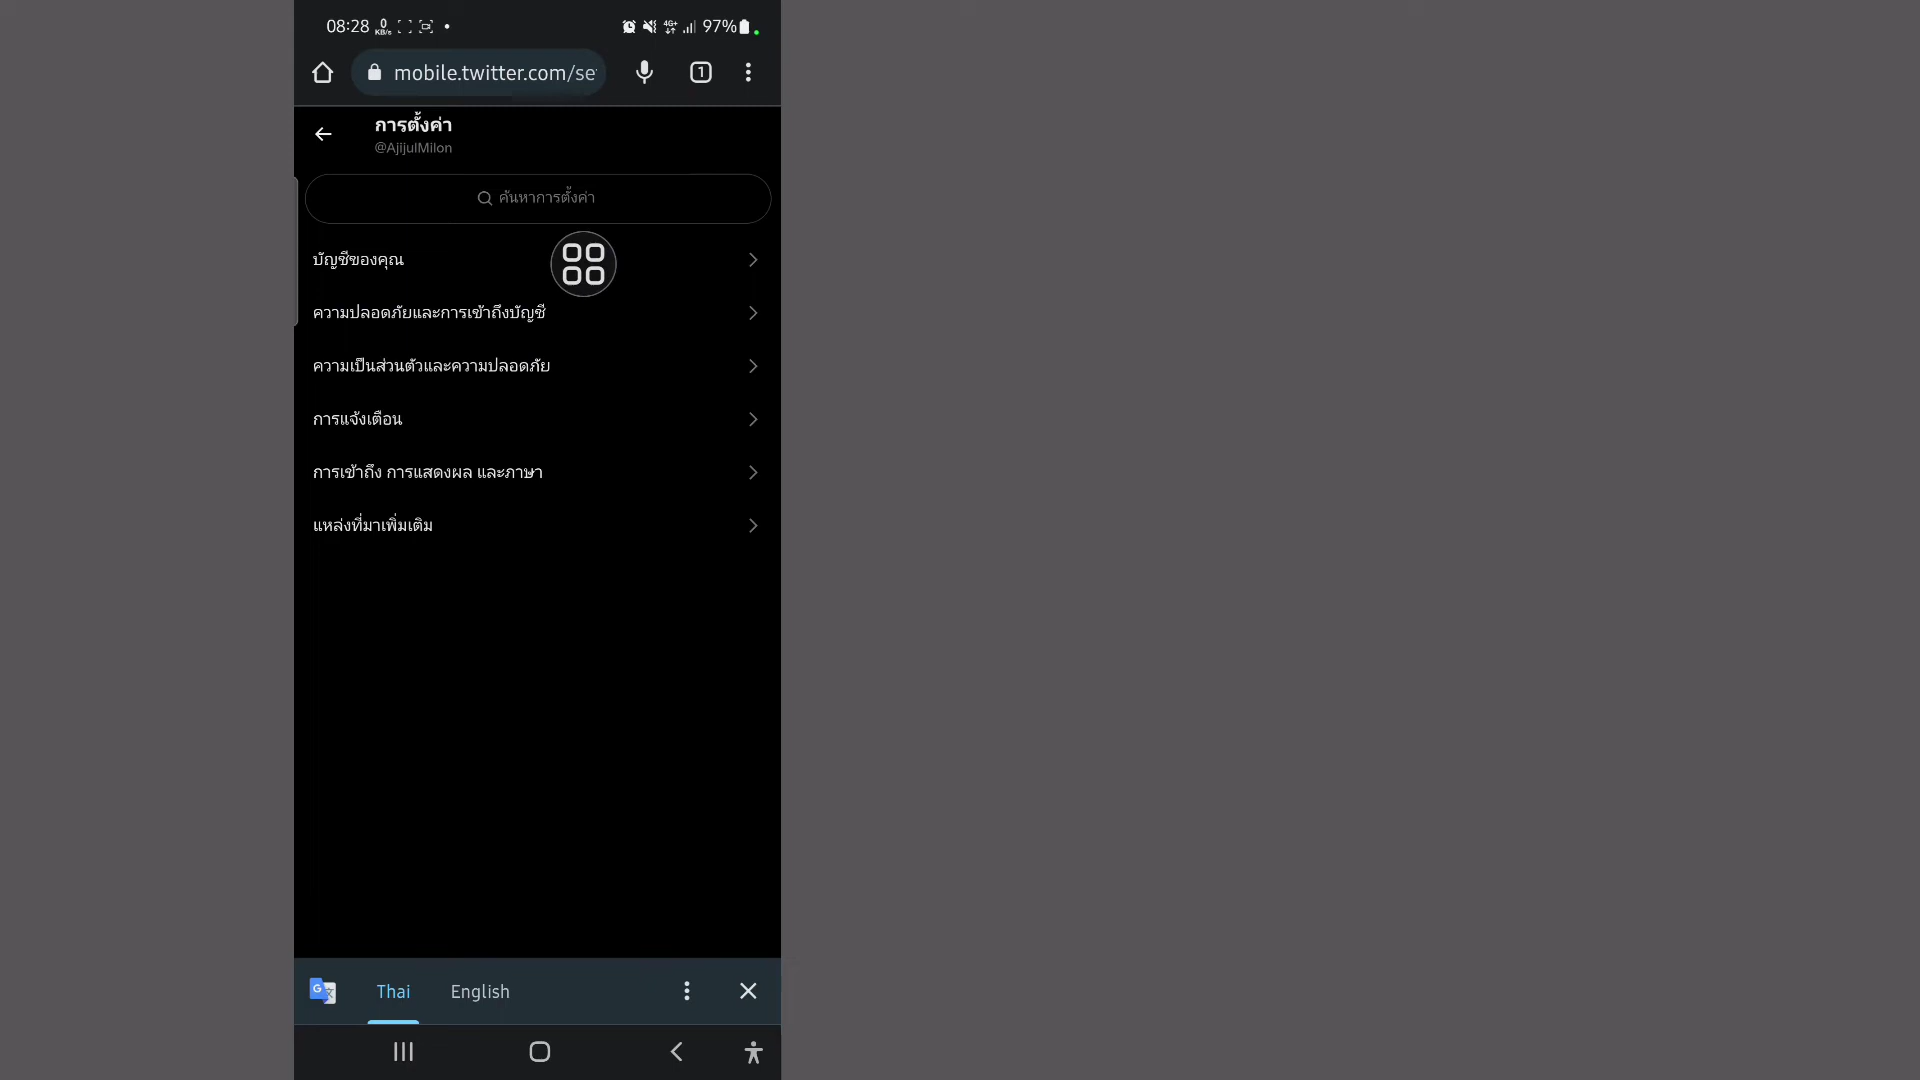 08:28 0 KB/s 4G+ 97%
mobile.twitter.com/se
1
การตั้งค่า
@AjijulMilon
ค้นหาการตั้งค่า
บัญชีของคุณ
ความปลอดภัยและการเข้าถึงบัญชี
ความเป็นส่วนตัวและความปลอดภัย
การแจ้งเตือน
การเข้าถึง การแสดงผล และภาษา
แหล่งที่มาเพิ่มเติม
G 文 Thai English